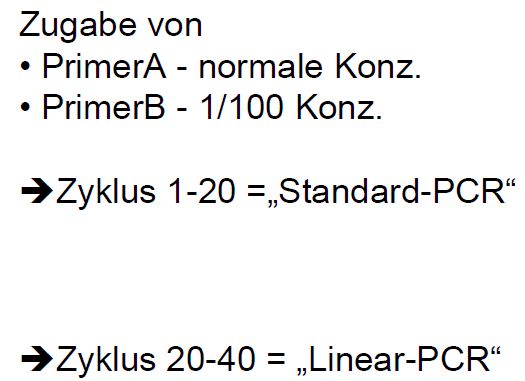 Zugabe von
• PrimerA - normale Konz.
• PrimerB - 1/100 Konz.
➔Zyklus 1-20 =„Standard-PCR“
➔Zyklus 20-40 = „Linear-PCR“